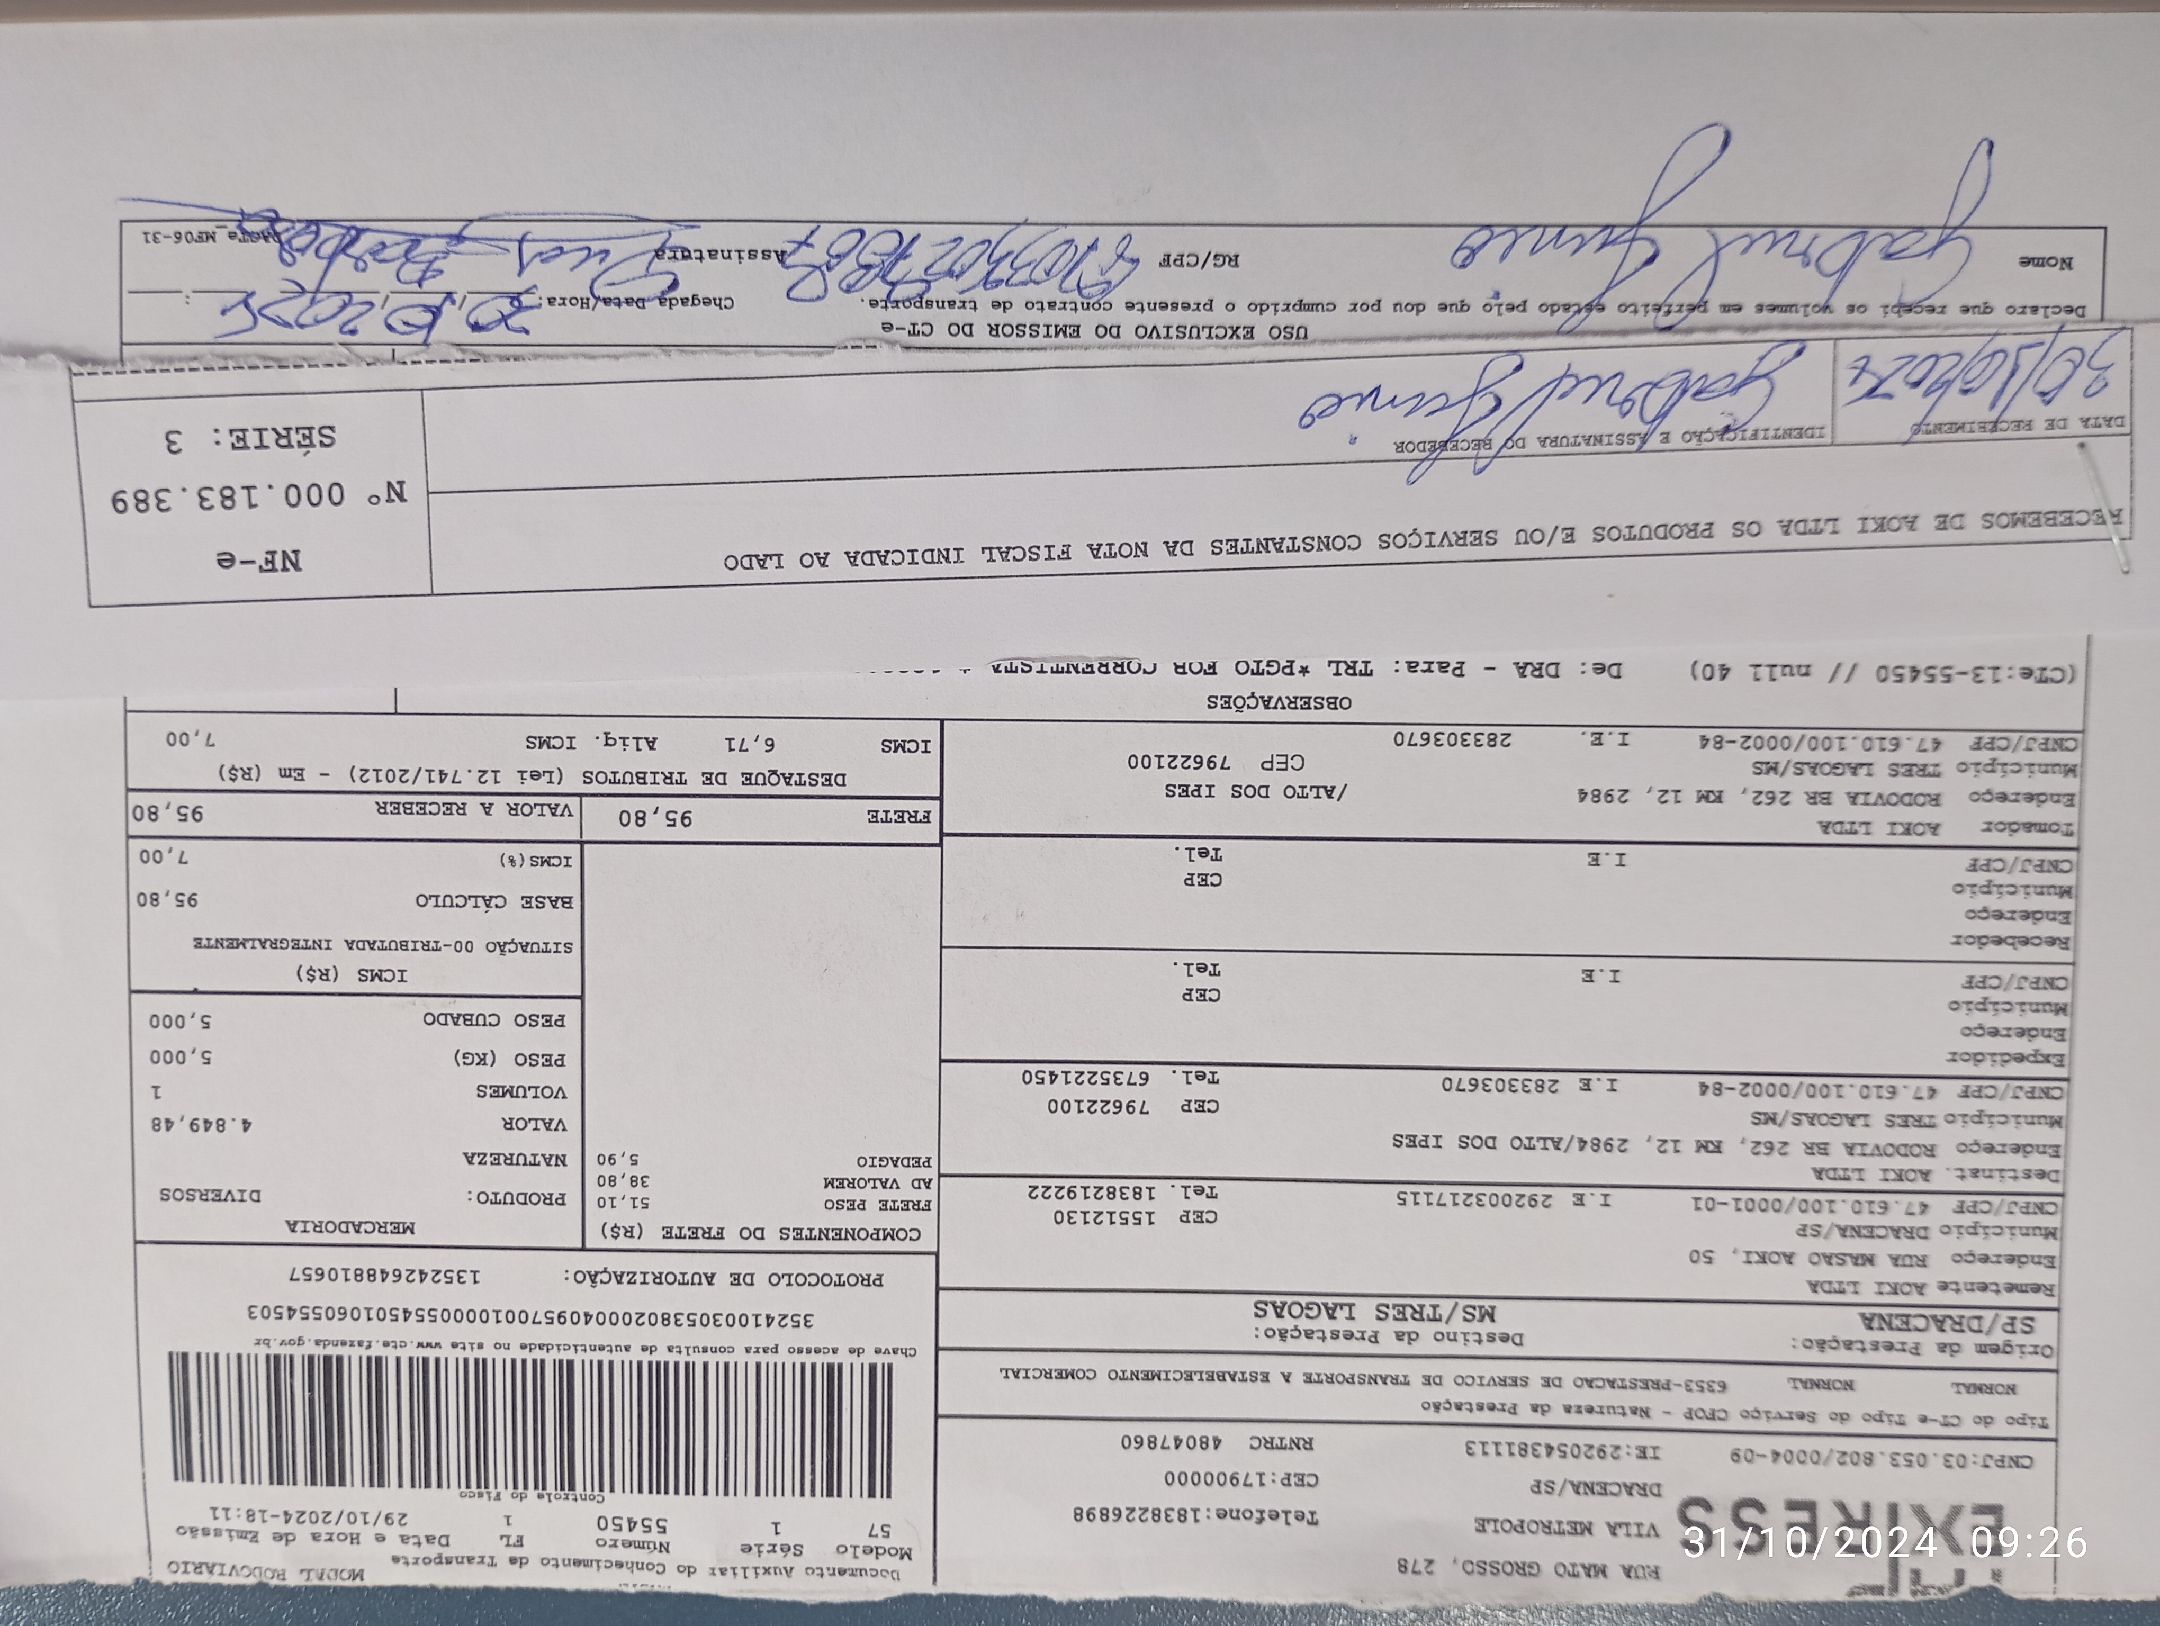 EXPRESS
RUA MATO GROSSO, 278
VILA METROPOLE
Telefone:1838226898
DRACENA/SP
CEP:17900000
CNPJ:03.053.802/0004-09 IE:292054381113 RNTRC 48047860
Documento Auxiliar do Conhecimento de Transporte MODAL RODOVIÁRIO
Modelo Série Número FL Data e Hora de Emissão
57 1 55450 1 29/10/2024-18:11
Controle do Fisco
Chave de acesso para consulta de autenticidade no site www.cte.fazenda.gov.br
PROTOCOLO DE AUTORIZAÇÃO: 135242648810657
Tipo do CT-e Tipo do Serviço CFOP - Natureza da Prestação
NORMAL NORMAL 6353-PRESTACAO DE SERVICO DE TRANSPORTE A ESTABELECIMENTO COMERCIAL
Origem da Prestação: Destino da Prestação:
SP/DRACENA MS/TRES LAGOAS
Remetente AOKI LTDA
Endereço RUA MASAO AOKI, 50
Município DRACENA/SP CEP 15512130
CNPJ/CPF 47.610.100/0001-01 I.E 292003217115 Tel. 1838219222
Destinat. AOKI LTDA
Endereço RODOVIA BR 262, KM 12, 2984/ALTO DOS IPES
Município TRES LAGOAS/MS CEP 79622100
CNPJ/CPF 47.610.100/0002-84 I.E 283303670 Tel. 6735221450
Expedidor
Endereço
Município CEP
CNPJ/CPF I.E Tel.
Recebedor
Endereço
Município CEP
CNPJ/CPF I.E Tel.
Tomador AOKI LTDA
Endereço RODOVIA BR 262, KM 12, 2984 /ALTO DOS IPES
Município TRES LAGOAS/MS CEP 79622100
CNPJ/CPF 47.610.100/0002-84 I.E. 283303670
COMPONENTES DO FRETE (R$)
FRETE PESO 51,10
AD VALOREM 38,80
PEDAGIO 5,90
MERCADORIA
PRODUTO: DIVERSOS
NATUREZA
VALOR 4.849,48
VOLUMES 1
PESO (KG) 5,000
PESO CUBADO 5,000
ICMS (R$)
SITUAÇÃO 00-TRIBUTADA INTEGRALMENTE
BASE CÁLCULO 95,80
ICMS(%) 7,00
FRETE 95,80 VALOR A RECEBER 95,80
DESTAQUE DE TRIBUTOS (Lei 12.741/2012) - Em (R$)
ICMS 6,71 Aliq. ICMS 7,00
OBSERVAÇÕES
(CTe:13-55450 // null 40) De: DRA - Para: TRL *PGTO FOR CORRENTISTA *
RECEBEMOS DE AOKI LTDA OS PRODUTOS E/OU SERVIÇOS CONSTANTES DA NOTA FISCAL INDICADA AO LADO
NF-e
Nº 000.183.389
SÉRIE: 3
DATA DE RECEBIMENTO IDENTIFICAÇÃO E ASSINATURA DO RECEBEDOR
30/10/2024 Gabriel Junio
USO EXCLUSIVO DO EMISSOR DO CT-e
Declaro que recebi os volumes em perfeito estado pelo que dou por cumprido o presente contrato de transporte. Chegada Data/Hora:
Nome Gabriel Junio RG/CPF Assinatura
DACTe_MF06-31
31/10/2024 09:26